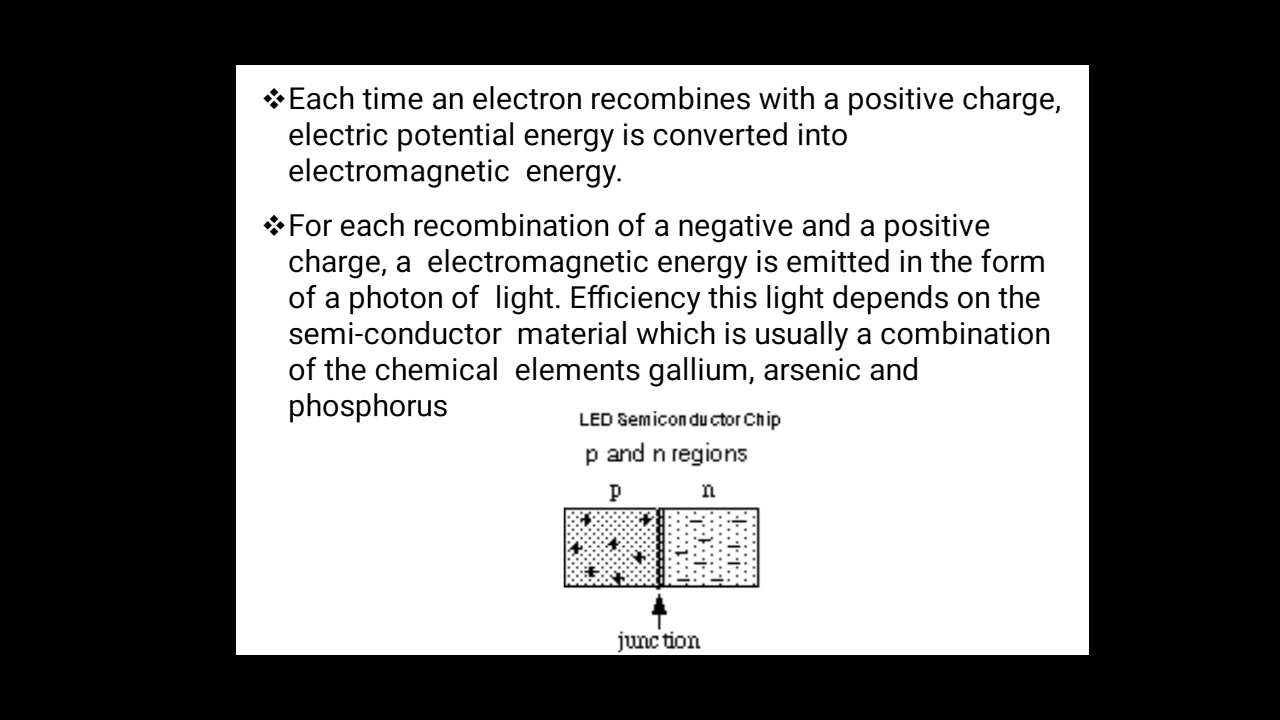 ❖Each time an electron recombines with a positive charge,
electric potential energy is converted into
electromagnetic  energy.
❖For each recombination of a negative and a positive
charge, a  electromagnetic energy is emitted in the form
of a photon of  light. Efficiency this light depends on the
semi-conductor  material which is usually a combination
of the chemical  elements gallium, arsenic and
phosphorus
LED Semiconductor Chip
p and n regions
p n
junction